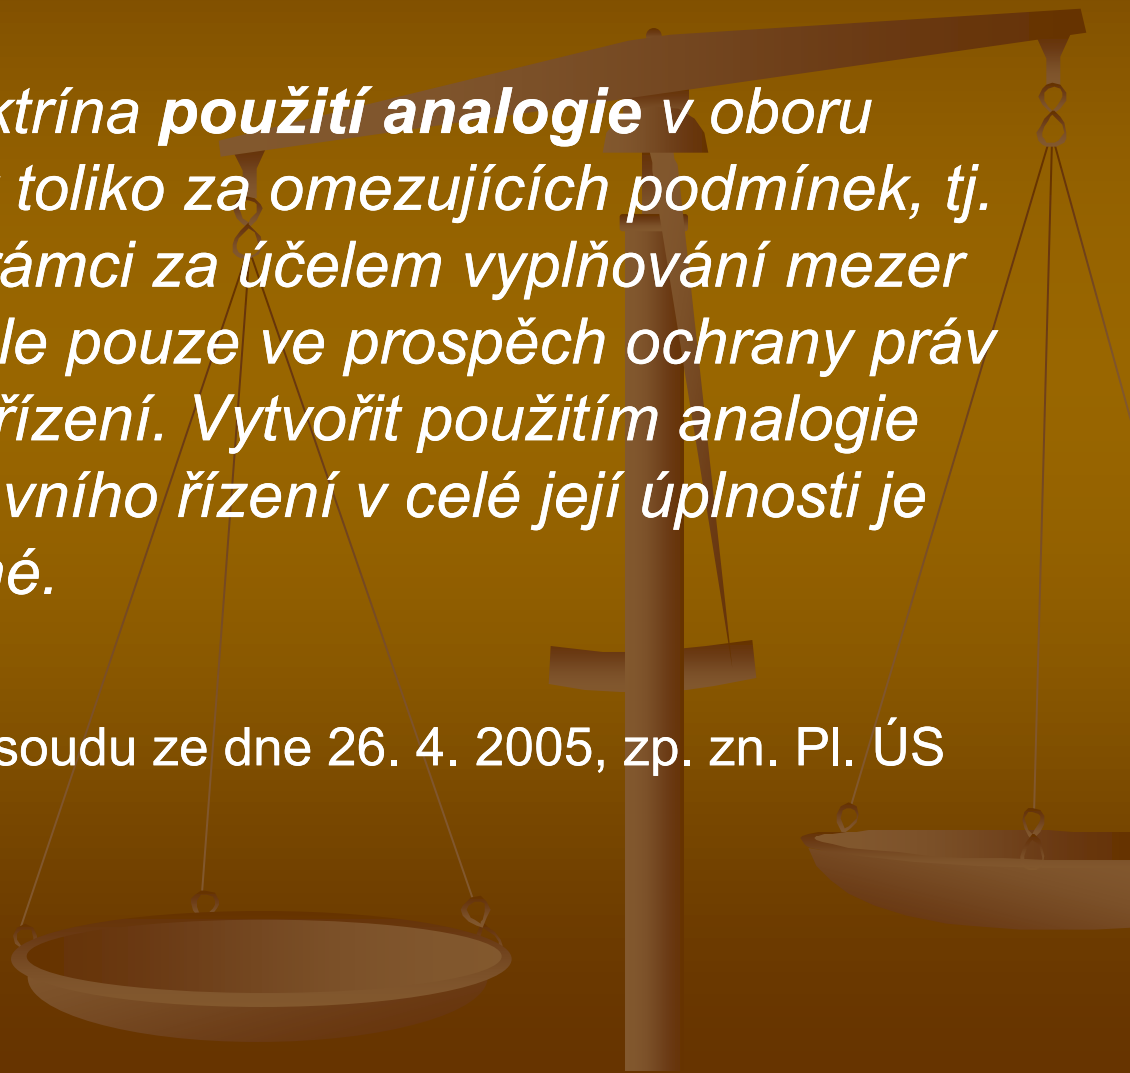 ktrína použití analogie v oboru
toliko za omezujících podmínek, tj.
rámci za účelem vyplňování mezer
le pouze ve prospěch ochrany práv
řízení. Vytvořit použitím analogie
vního řízení v celé její úplnosti je
né.
soudu ze dne 26. 4. 2005, zp. zn. Pl. ÚS